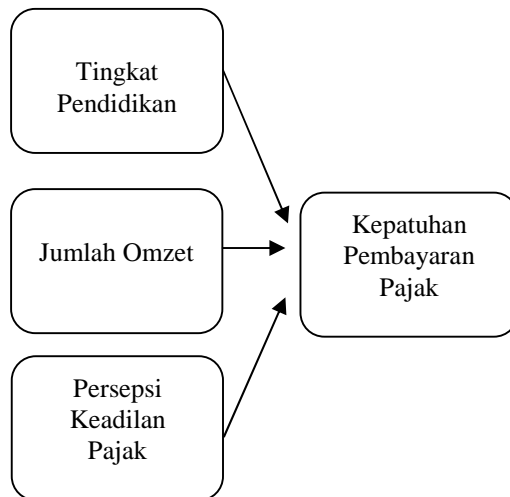 Tingkat
Pendidikan
Jumlah Omzet
Kepatuhan
Pembayaran
Pajak
Persepsi
Keadilan
Pajak